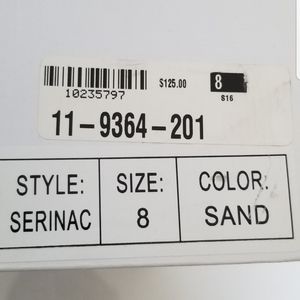 $125.00
8
10235797
S16
11-9364-201
STYLE: SIZE: COLOR:
SERINAC 8 SAND